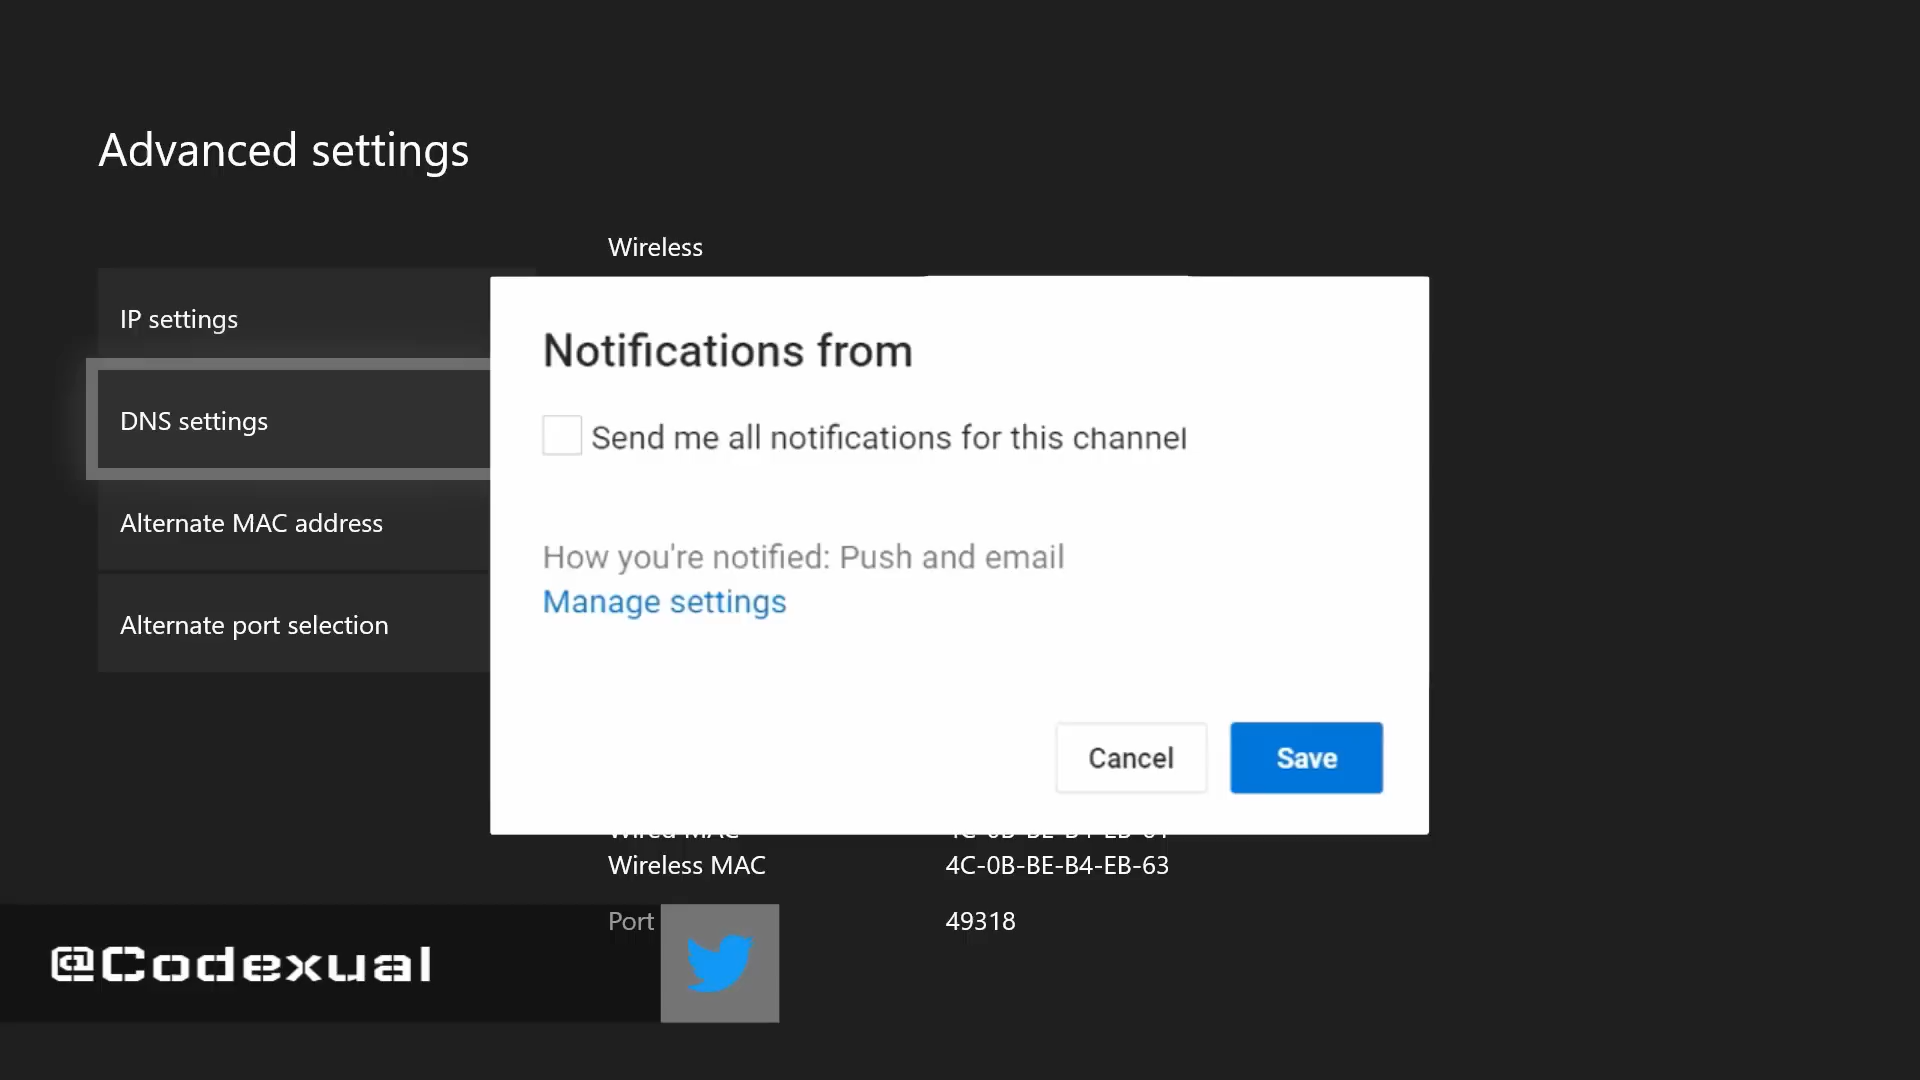 Advanced settings
Wireless
IP settings
DNS settings
Alternate MAC address
Alternate port selection
Notifications from
Send me all notifications for this channel
How you're notified: Push and email
Manage settings
Cancel
Save
Wireless MAC 4C-0B-BE-B4-EB-63
Port 49318
@Codexual